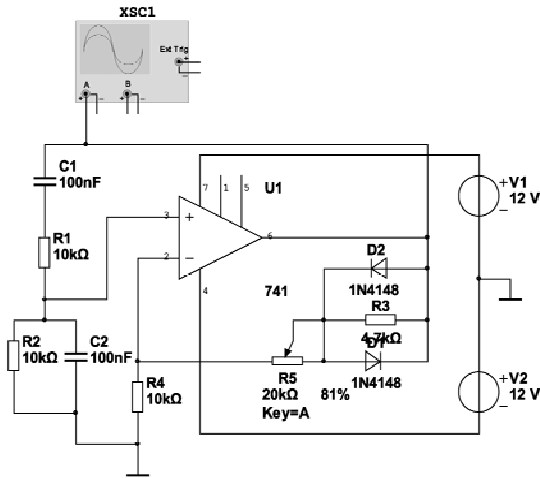 XSC1
Ext Trig
+
−
A
B
+ −
+ −
C1
100nF
R1
10kΩ
R2
10kΩ
C2
100nF
3
2
+
−
7
1
5
6
4
U1
741
D2
1N4148
R3
4.7kΩ
D1
1N4148
R5
20kΩ
Key=A
81%
R4
10kΩ
+
V1
−
12 V
+
V2
−
12 V